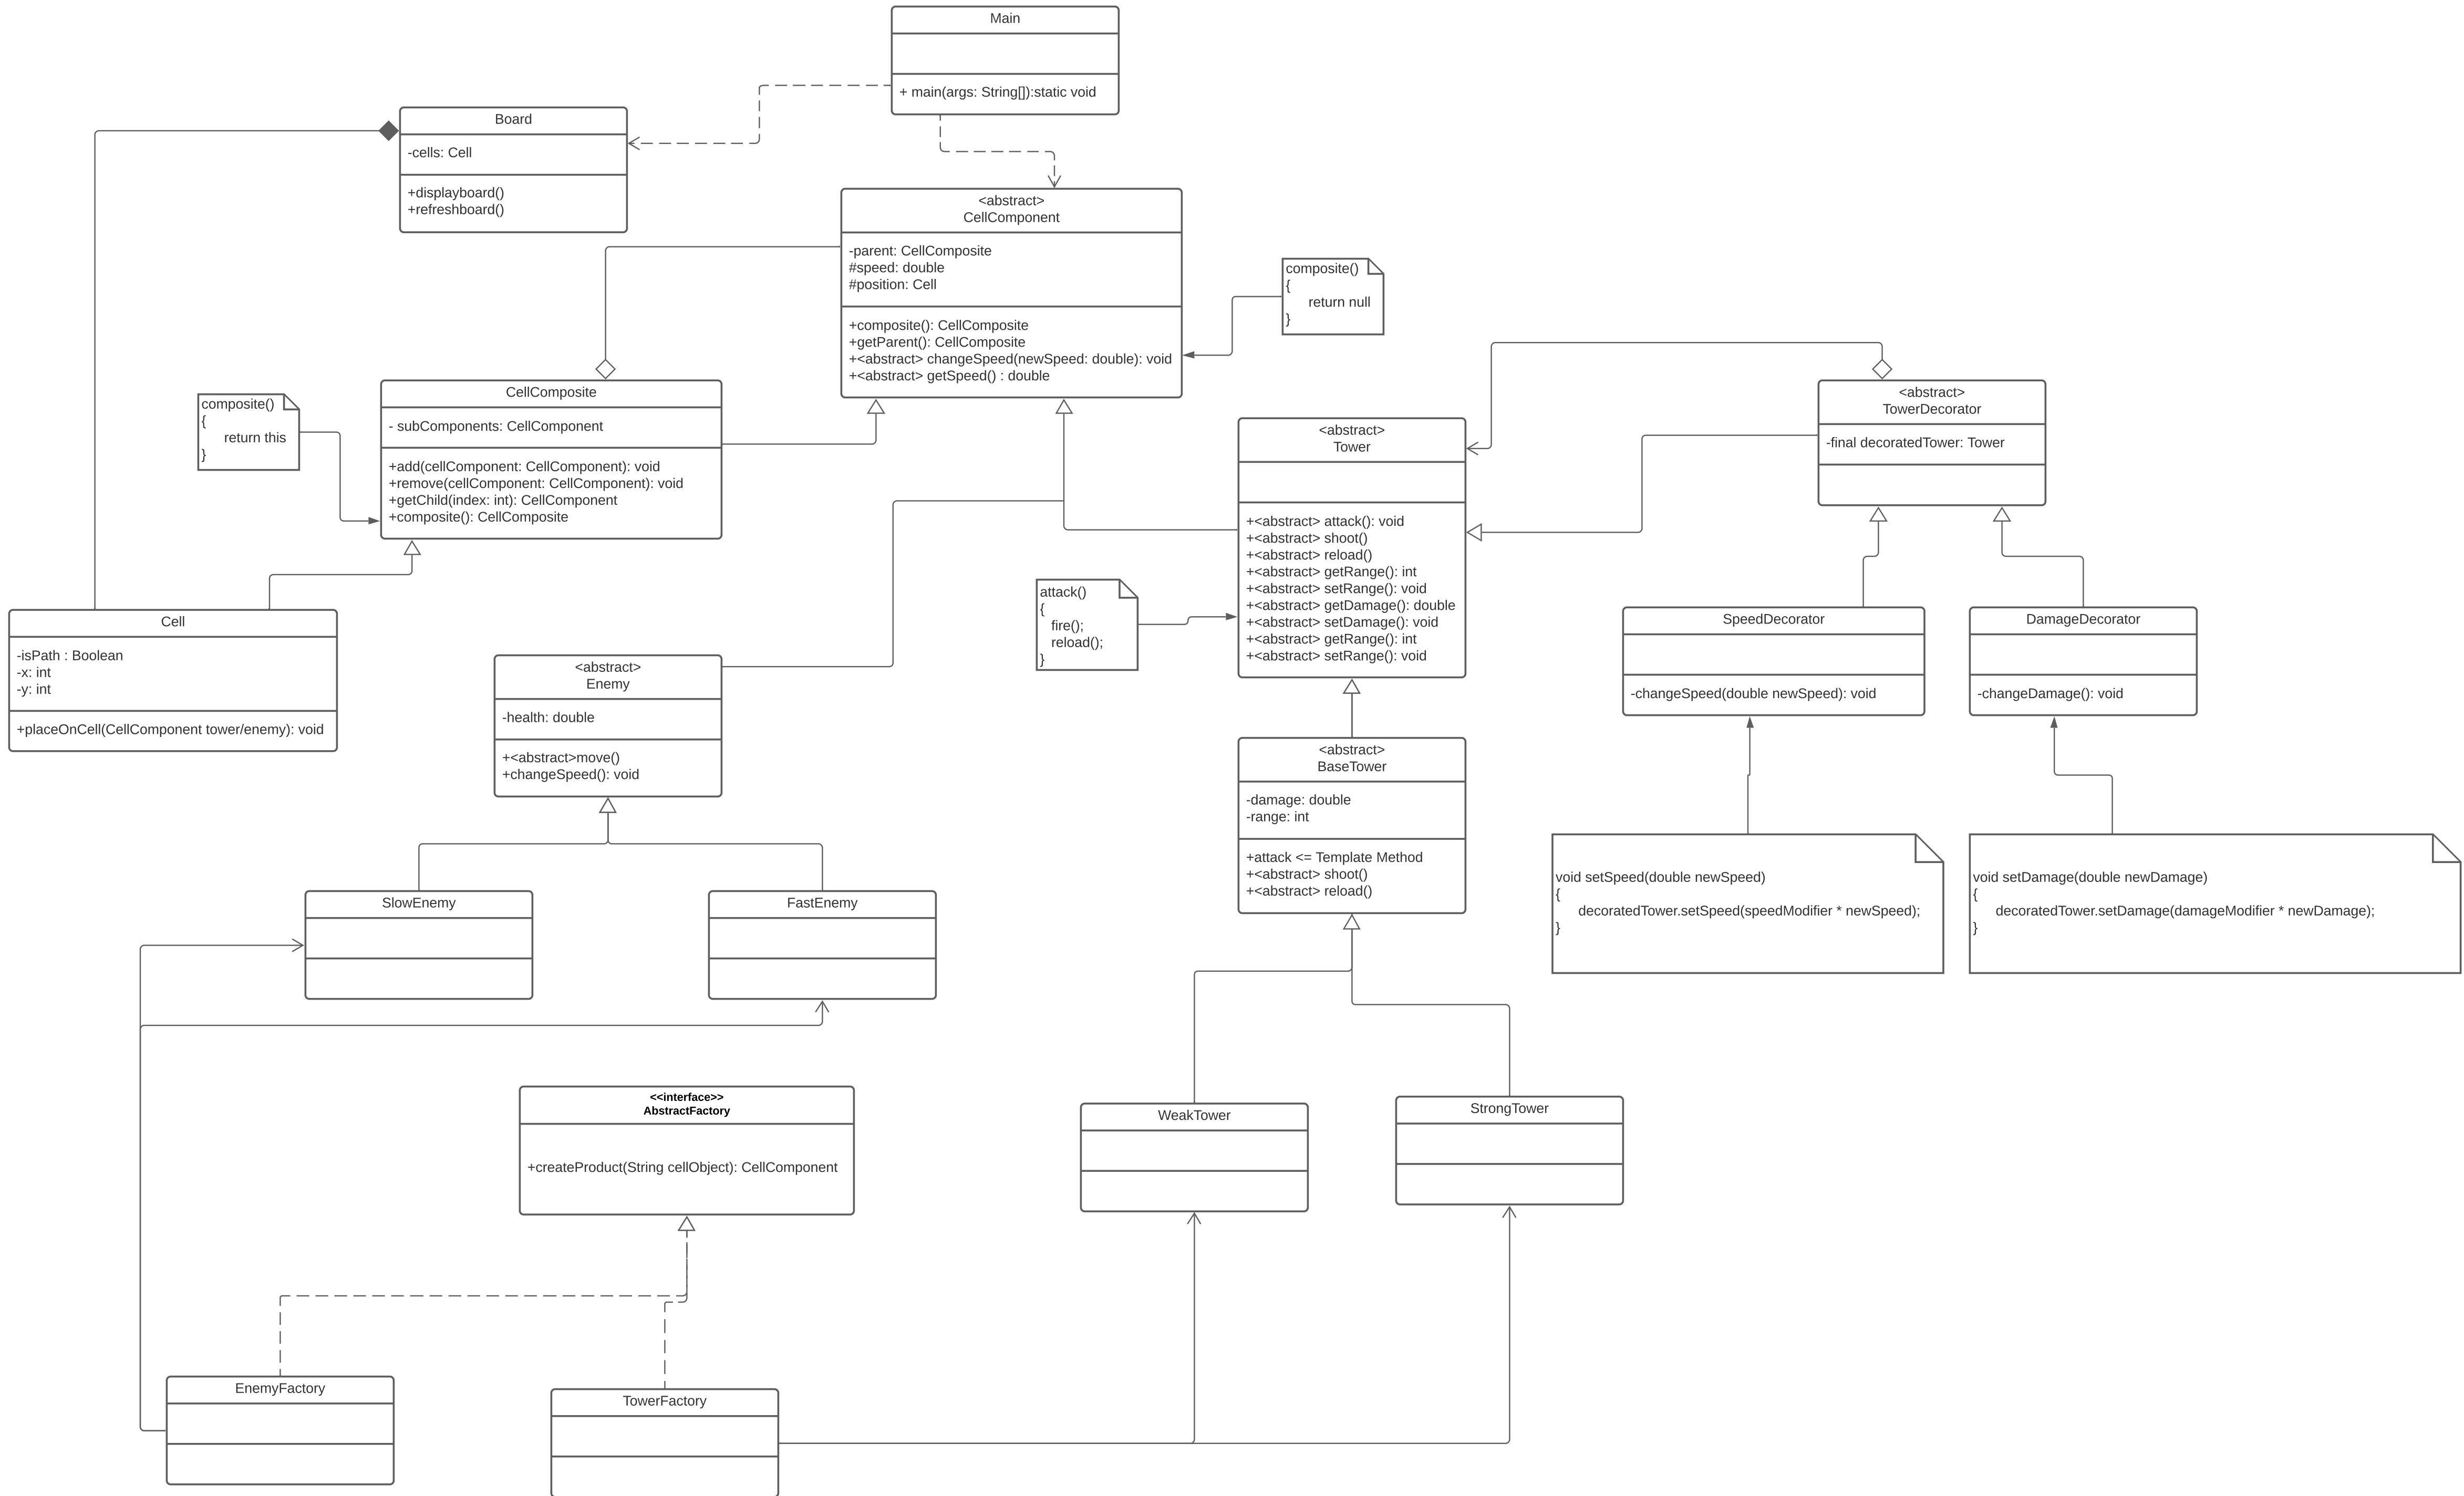 Main
+ main(args: String[]):static void
Board
-cells: Cell
+displayboard()
+refreshboard()
<abstract>
CellComponent
-parent: CellComposite
#speed: double
#position: Cell
+composite(): CellComposite
+getParent(): CellComposite
+<abstract> changeSpeed(newSpeed: double): void
+<abstract> getSpeed() : double
composite()
{
return null
}
composite()
{
return this
}
CellComposite
- subComponents: CellComponent
+add(cellComponent: CellComponent): void
+remove(cellComponent: CellComponent): void
+getChild(index: int): CellComponent
+composite(): CellComposite
<abstract>
Tower
+<abstract> attack(): void
+<abstract> shoot()
+<abstract> reload()
+<abstract> getRange(): int
+<abstract> setRange(): void
+<abstract> getDamage(): double
+<abstract> setDamage(): void
+<abstract> getRange(): int
+<abstract> setRange(): void
<abstract>
TowerDecorator
-final decoratedTower: Tower
attack()
{
fire();
reload();
}
Cell
-isPath : Boolean
-x: int
-y: int
+placeOnCell(CellComponent tower/enemy): void
<abstract>
Enemy
-health: double
+<abstract>move()
+changeSpeed(): void
SpeedDecorator
-changeSpeed(double newSpeed): void
DamageDecorator
-changeDamage(): void
<abstract>
BaseTower
-damage: double
-range: int
+attack <= Template Method
+<abstract> shoot()
+<abstract> reload()
void setSpeed(double newSpeed)
{
decoratedTower.setSpeed(speedModifier * newSpeed);
}
void setDamage(double newDamage)
{
decoratedTower.setDamage(damageModifier * newDamage);
}
SlowEnemy
FastEnemy
<<interface>>
AbstractFactory
+createProduct(String cellObject): CellComponent
WeakTower
StrongTower
EnemyFactory
TowerFactory